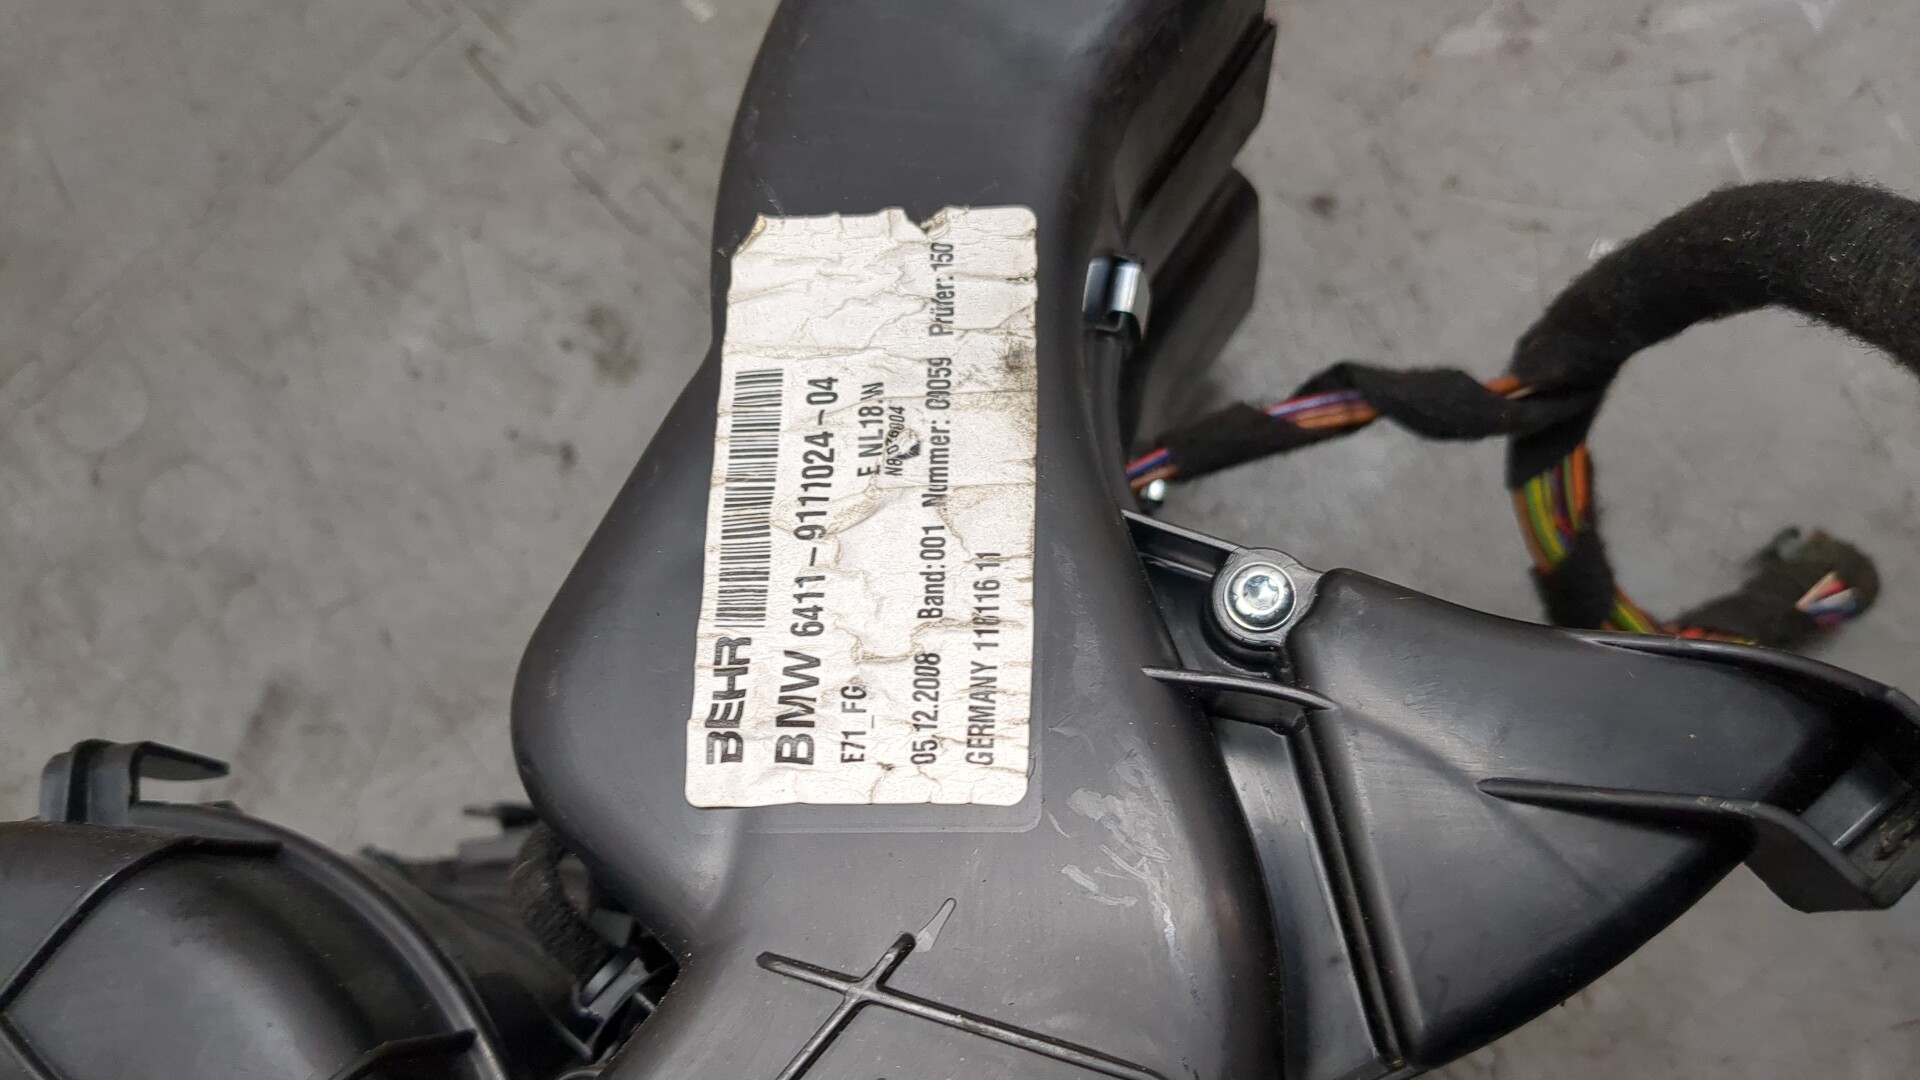 BEHR
BMW 6411-9111024-04
E71_FG E NL18.W
05.12.2008 Band:001 Nummer: 00059 Prüfer: 150
GERMANY 11